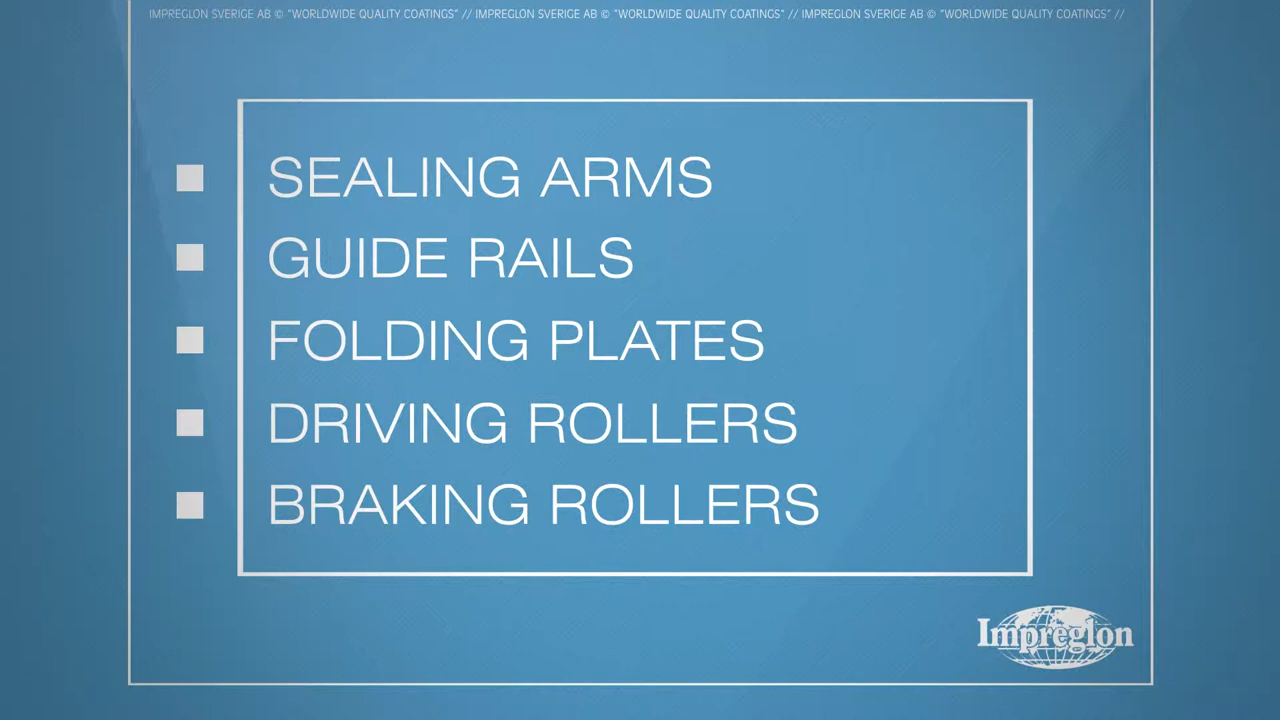 IMPREGLON SVERIGE AB © "WORLDWIDE QUALITY COATINGS" // IMPREGLON SVERIGE AB © "WORLDWIDE QUALITY COATINGS" // IMPREGLON SVERIGE AB © "WORLDWIDE QUALITY COATINGS" //
SEALING ARMS
GUIDE RAILS
FOLDING PLATES
DRIVING ROLLERS
BRAKING ROLLERS
Impreglon